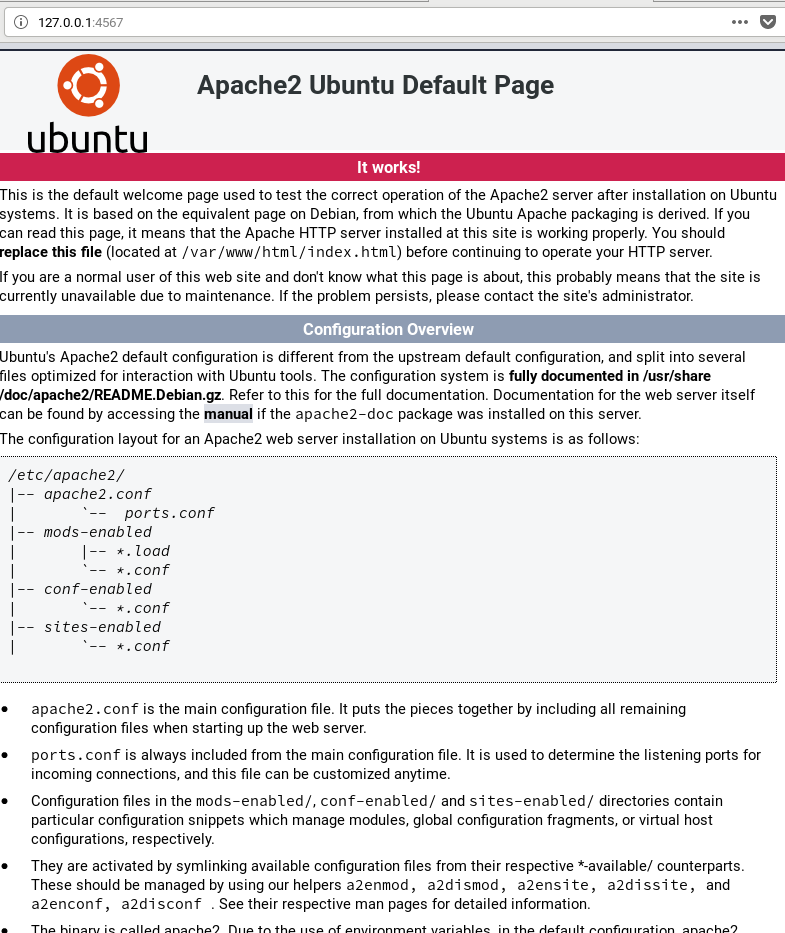 127.0.0.1:4567
Apache2 Ubuntu Default Page
ubuntu
It works!
This is the default welcome page used to test the correct operation of the Apache2 server after installation on Ubuntu
systems. It is based on the equivalent page on Debian, from which the Ubuntu Apache packaging is derived. If you
can read this page, it means that the Apache HTTP server installed at this site is working properly. You should
replace this file (located at /var/www/html/index.html) before continuing to operate your HTTP server.
If you are a normal user of this web site and don't know what this page is about, this probably means that the site is
currently unavailable due to maintenance. If the problem persists, please contact the site's administrator.
Configuration Overview
Ubuntu's Apache2 default configuration is different from the upstream default configuration, and split into several
files optimized for interaction with Ubuntu tools. The configuration system is fully documented in /usr/share
/doc/apache2/README.Debian.gz. Refer to this for the full documentation. Documentation for the web server itself
can be found by accessing the manual if the apache2-doc package was installed on this server.
The configuration layout for an Apache2 web server installation on Ubuntu systems is as follows:
/etc/apache2/
|-- apache2.conf
|       `--  ports.conf
|-- mods-enabled
|       |-- *.load
|       `-- *.conf
|-- conf-enabled
|       `-- *.conf
|-- sites-enabled
|       `-- *.conf
• apache2.conf is the main configuration file. It puts the pieces together by including all remaining
configuration files when starting up the web server.
• ports.conf is always included from the main configuration file. It is used to determine the listening ports for
incoming connections, and this file can be customized anytime.
• Configuration files in the mods-enabled/, conf-enabled/ and sites-enabled/ directories contain
particular configuration snippets which manage modules, global configuration fragments, or virtual host
configurations, respectively.
• They are activated by symlinking available configuration files from their respective *-available/ counterparts.
These should be managed by using our helpers a2enmod, a2dismod, a2ensite, a2dissite, and
a2enconf, a2disconf . See their respective man pages for detailed information.
• The binary is called apache2. Due to the use of environment variables, in the default configuration, apache2